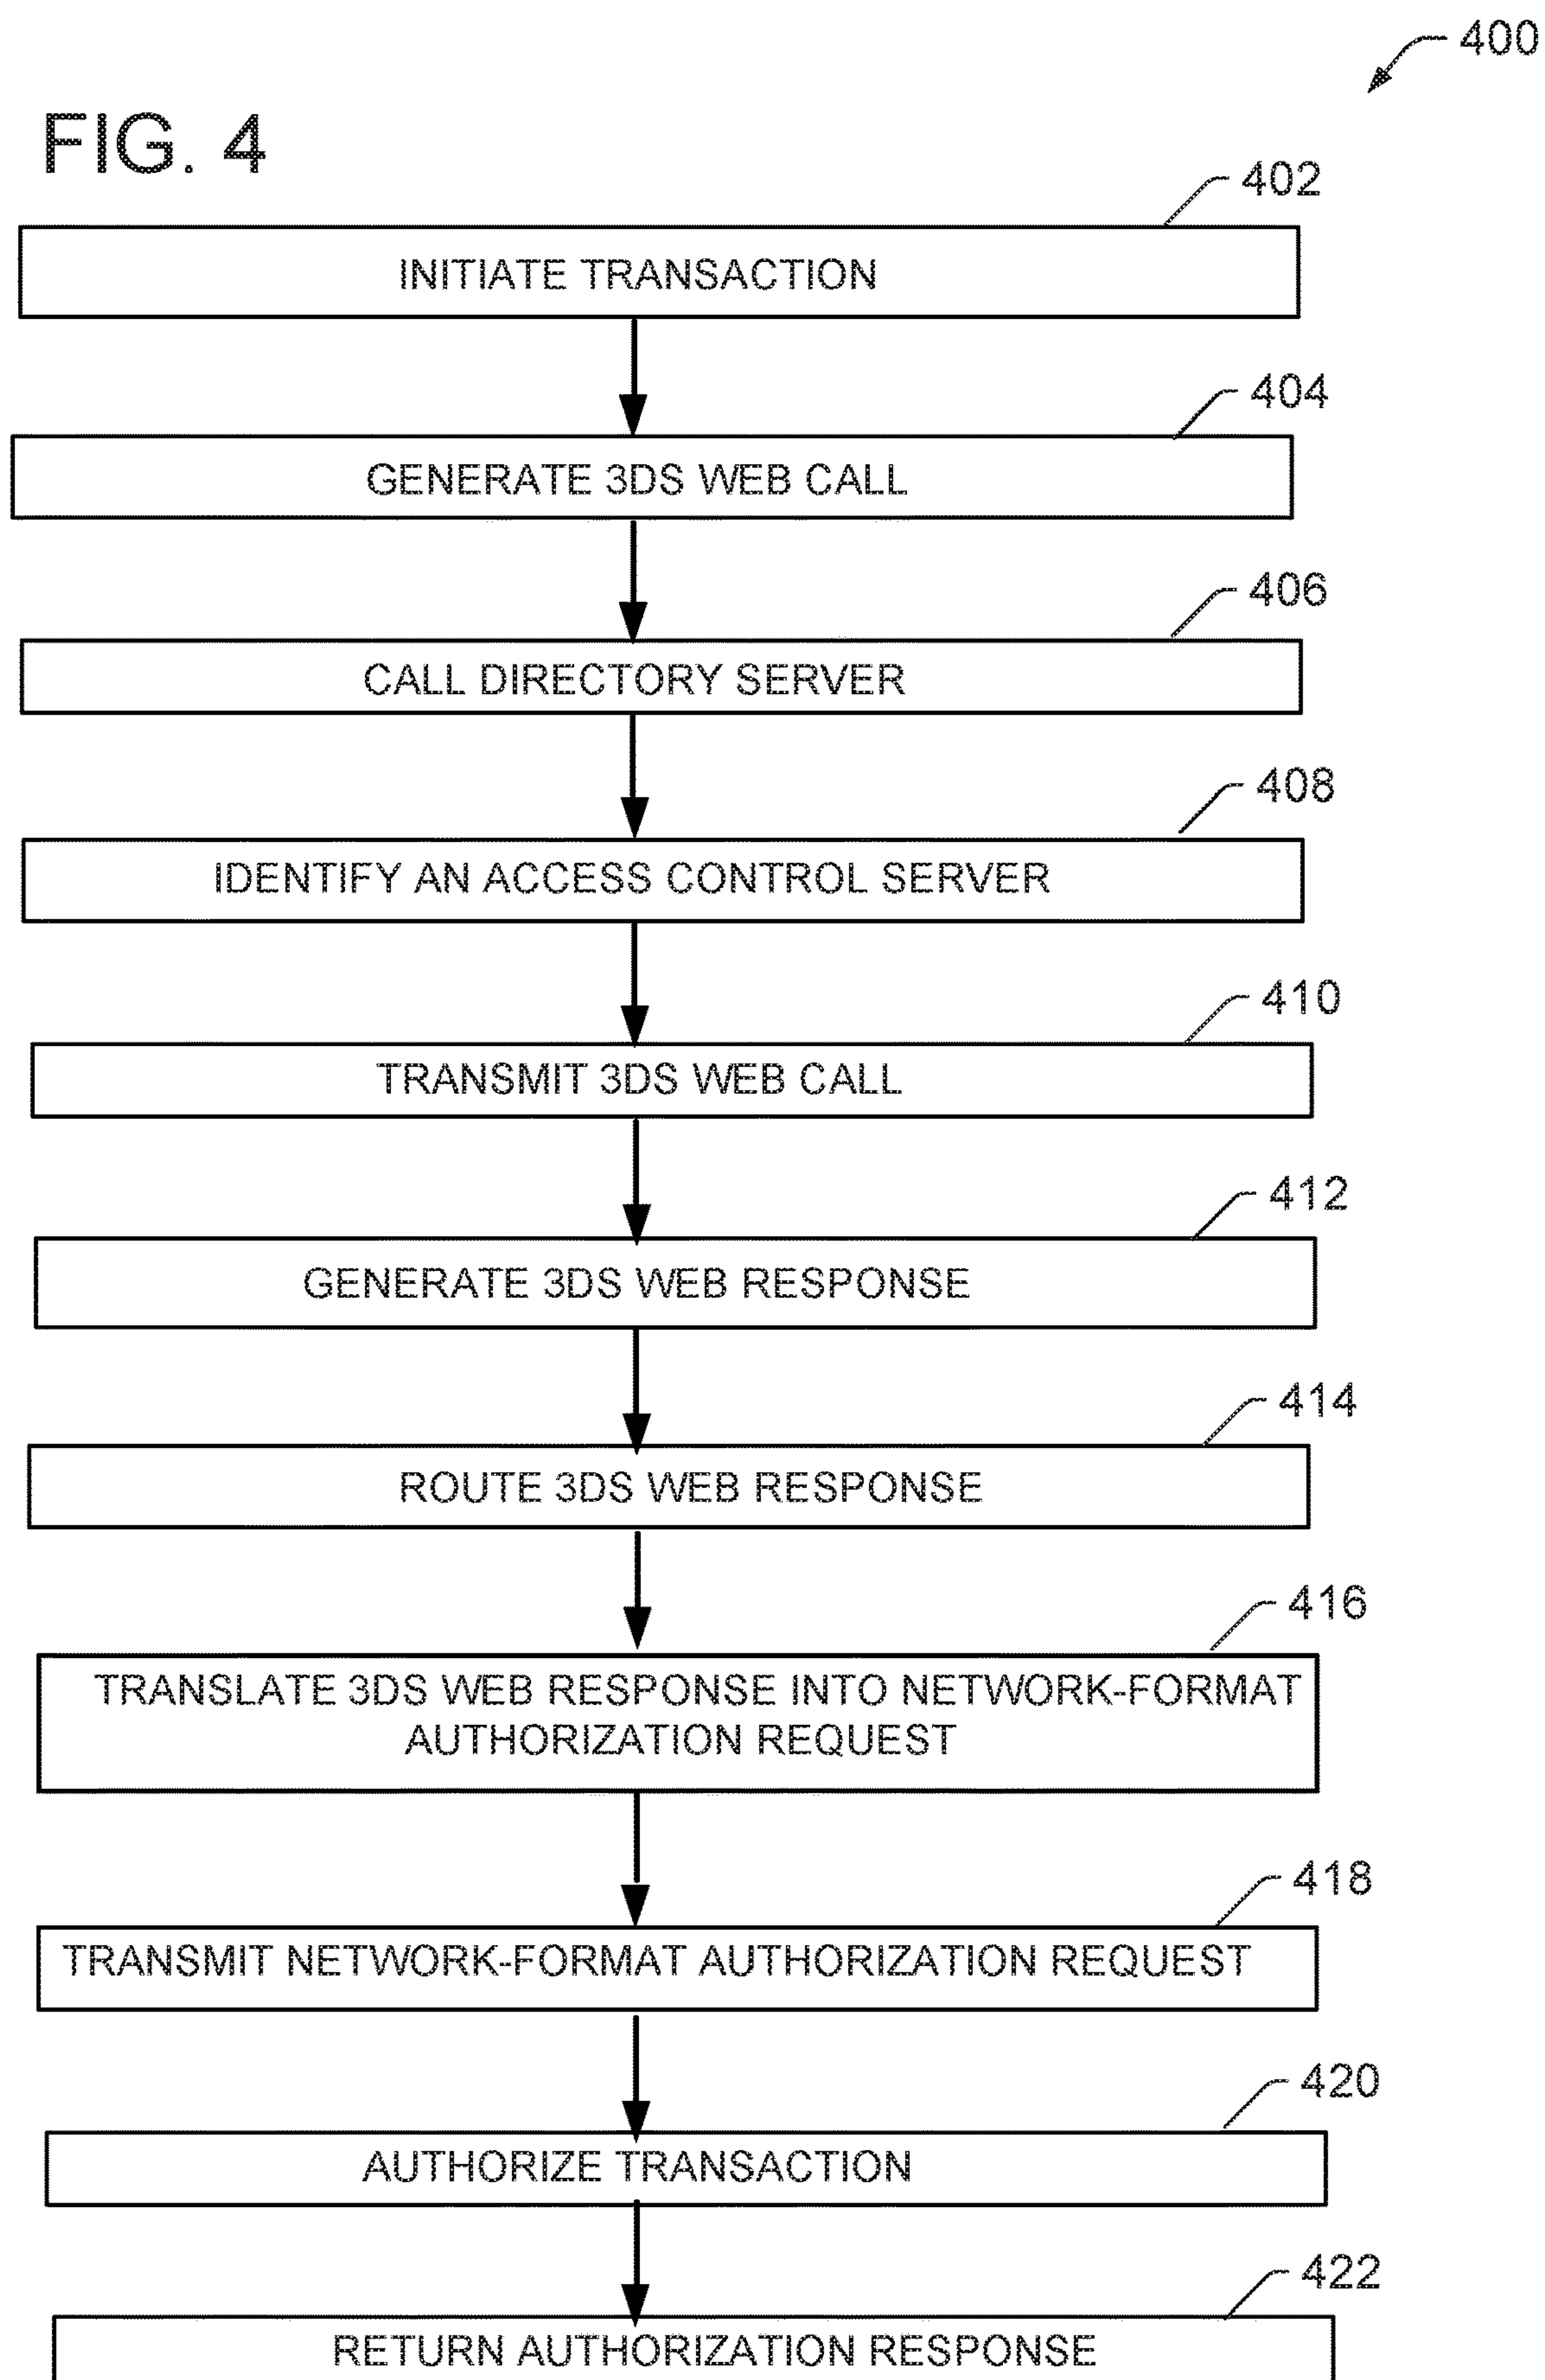 400
FIG. 4
402
INITIATE TRANSACTION
404
GENERATE 3DS WEB CALL
406
CALL DIRECTORY SERVER
408
IDENTIFY AN ACCESS CONTROL SERVER
410
TRANSMIT 3DS WEB CALL
412
GENERATE 3DS WEB RESPONSE
414
ROUTE 3DS WEB RESPONSE
416
TRANSLATE 3DS WEB RESPONSE INTO NETWORK-FORMAT
AUTHORIZATION REQUEST
418
TRANSMIT NETWORK-FORMAT AUTHORIZATION REQUEST
420
AUTHORIZE TRANSACTION
422
RETURN AUTHORIZATION RESPONSE